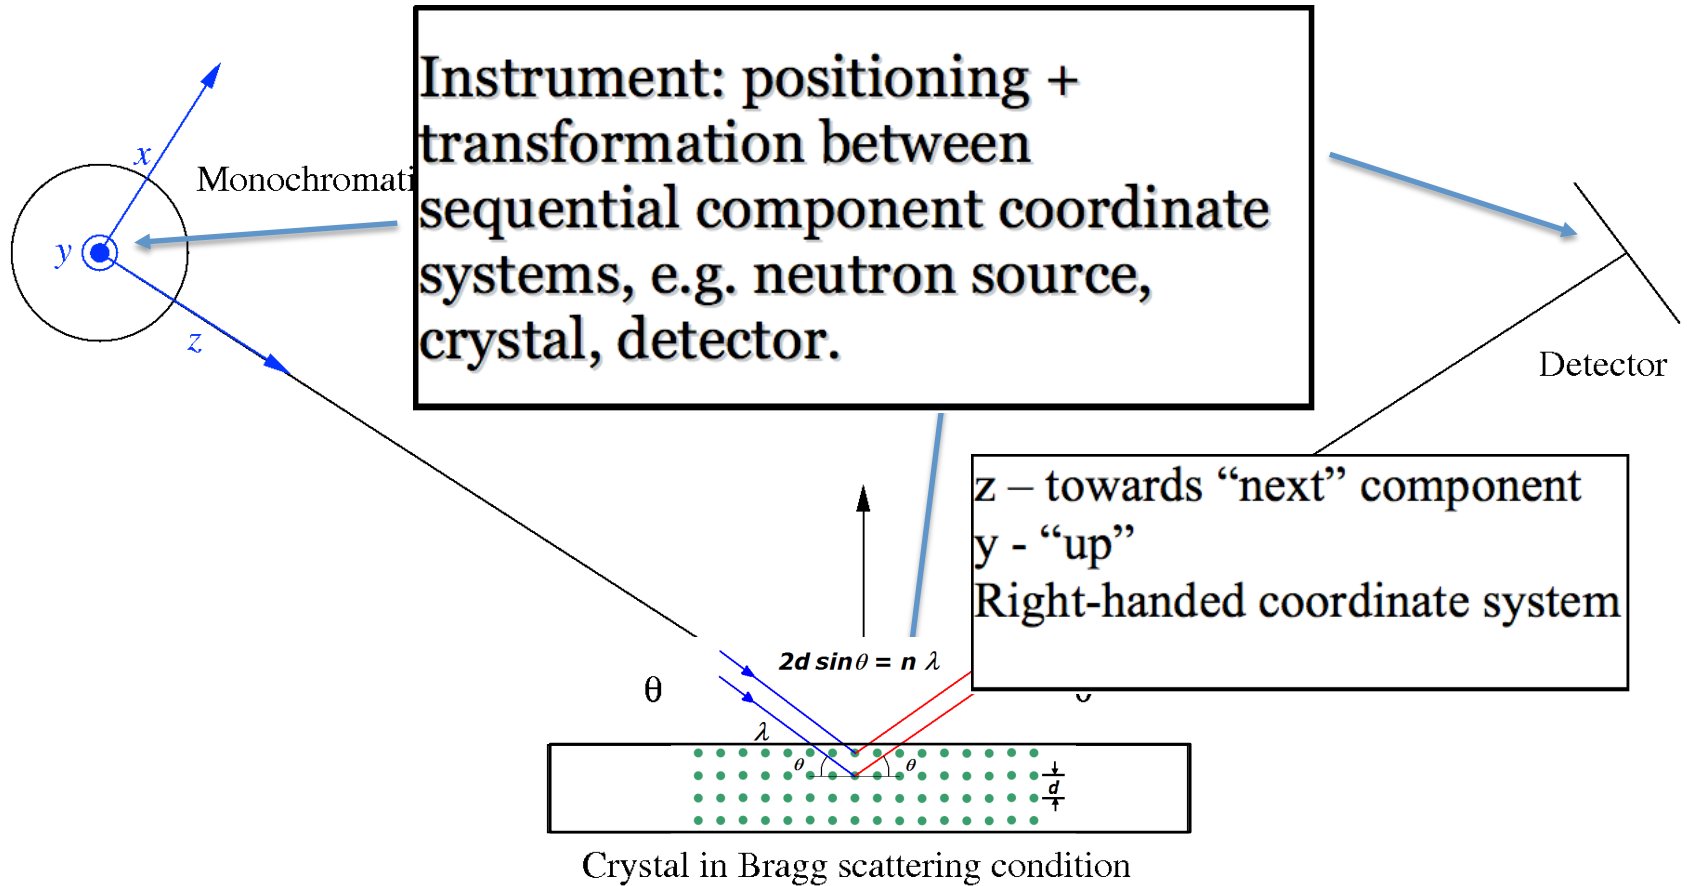 Instrument: positioning +
transformation between
sequential component coordinate
systems, e.g. neutron source,
crystal, detector.
x
Monochromati
y
z
Detector
z – towards “next” component
y - “up”
Right-handed coordinate system
2d sinθ = n λ
θ
λ
θ
θ
d
Crystal in Bragg scattering condition